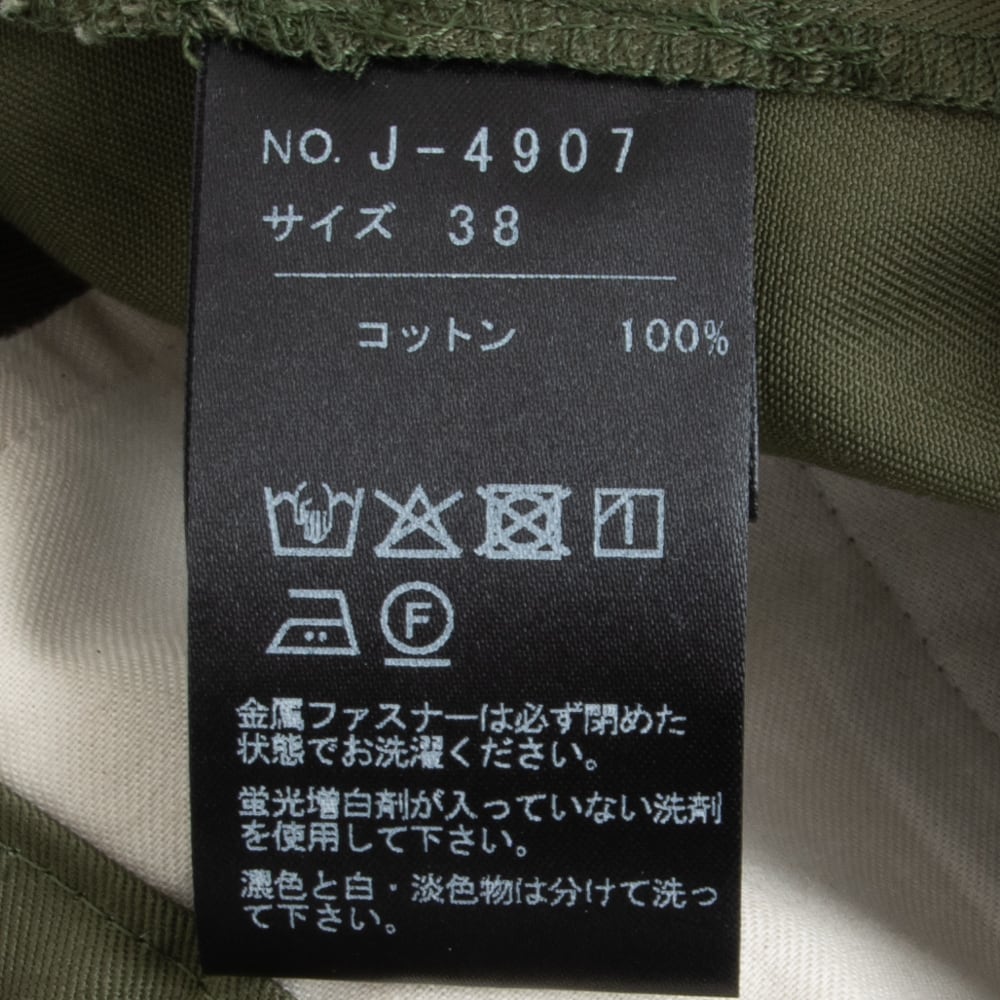 NO. J-4907
サイズ 38
コットン 100%
F
金属ファスナーは必ず閉めた
状態でお洗濯ください。
蛍光増白剤が入っていない洗剤
を使用して下さい。
濃色と白・淡色物は分けて洗っ
て下さい。